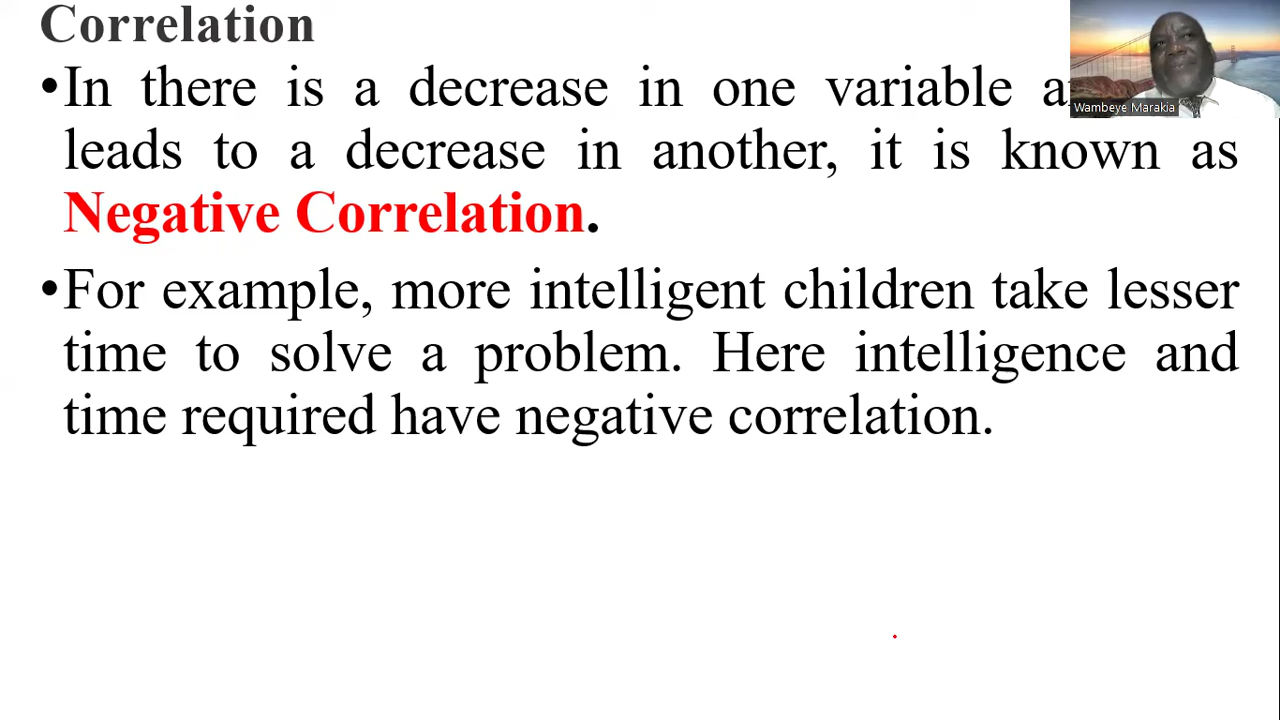 Correlation
•In there is a decrease in one variable
Wambeye Marakia
leads to a decrease in another, it is known as
Negative Correlation.
•For example, more intelligent children take lesser
time to solve a problem. Here intelligence and
time required have negative correlation.